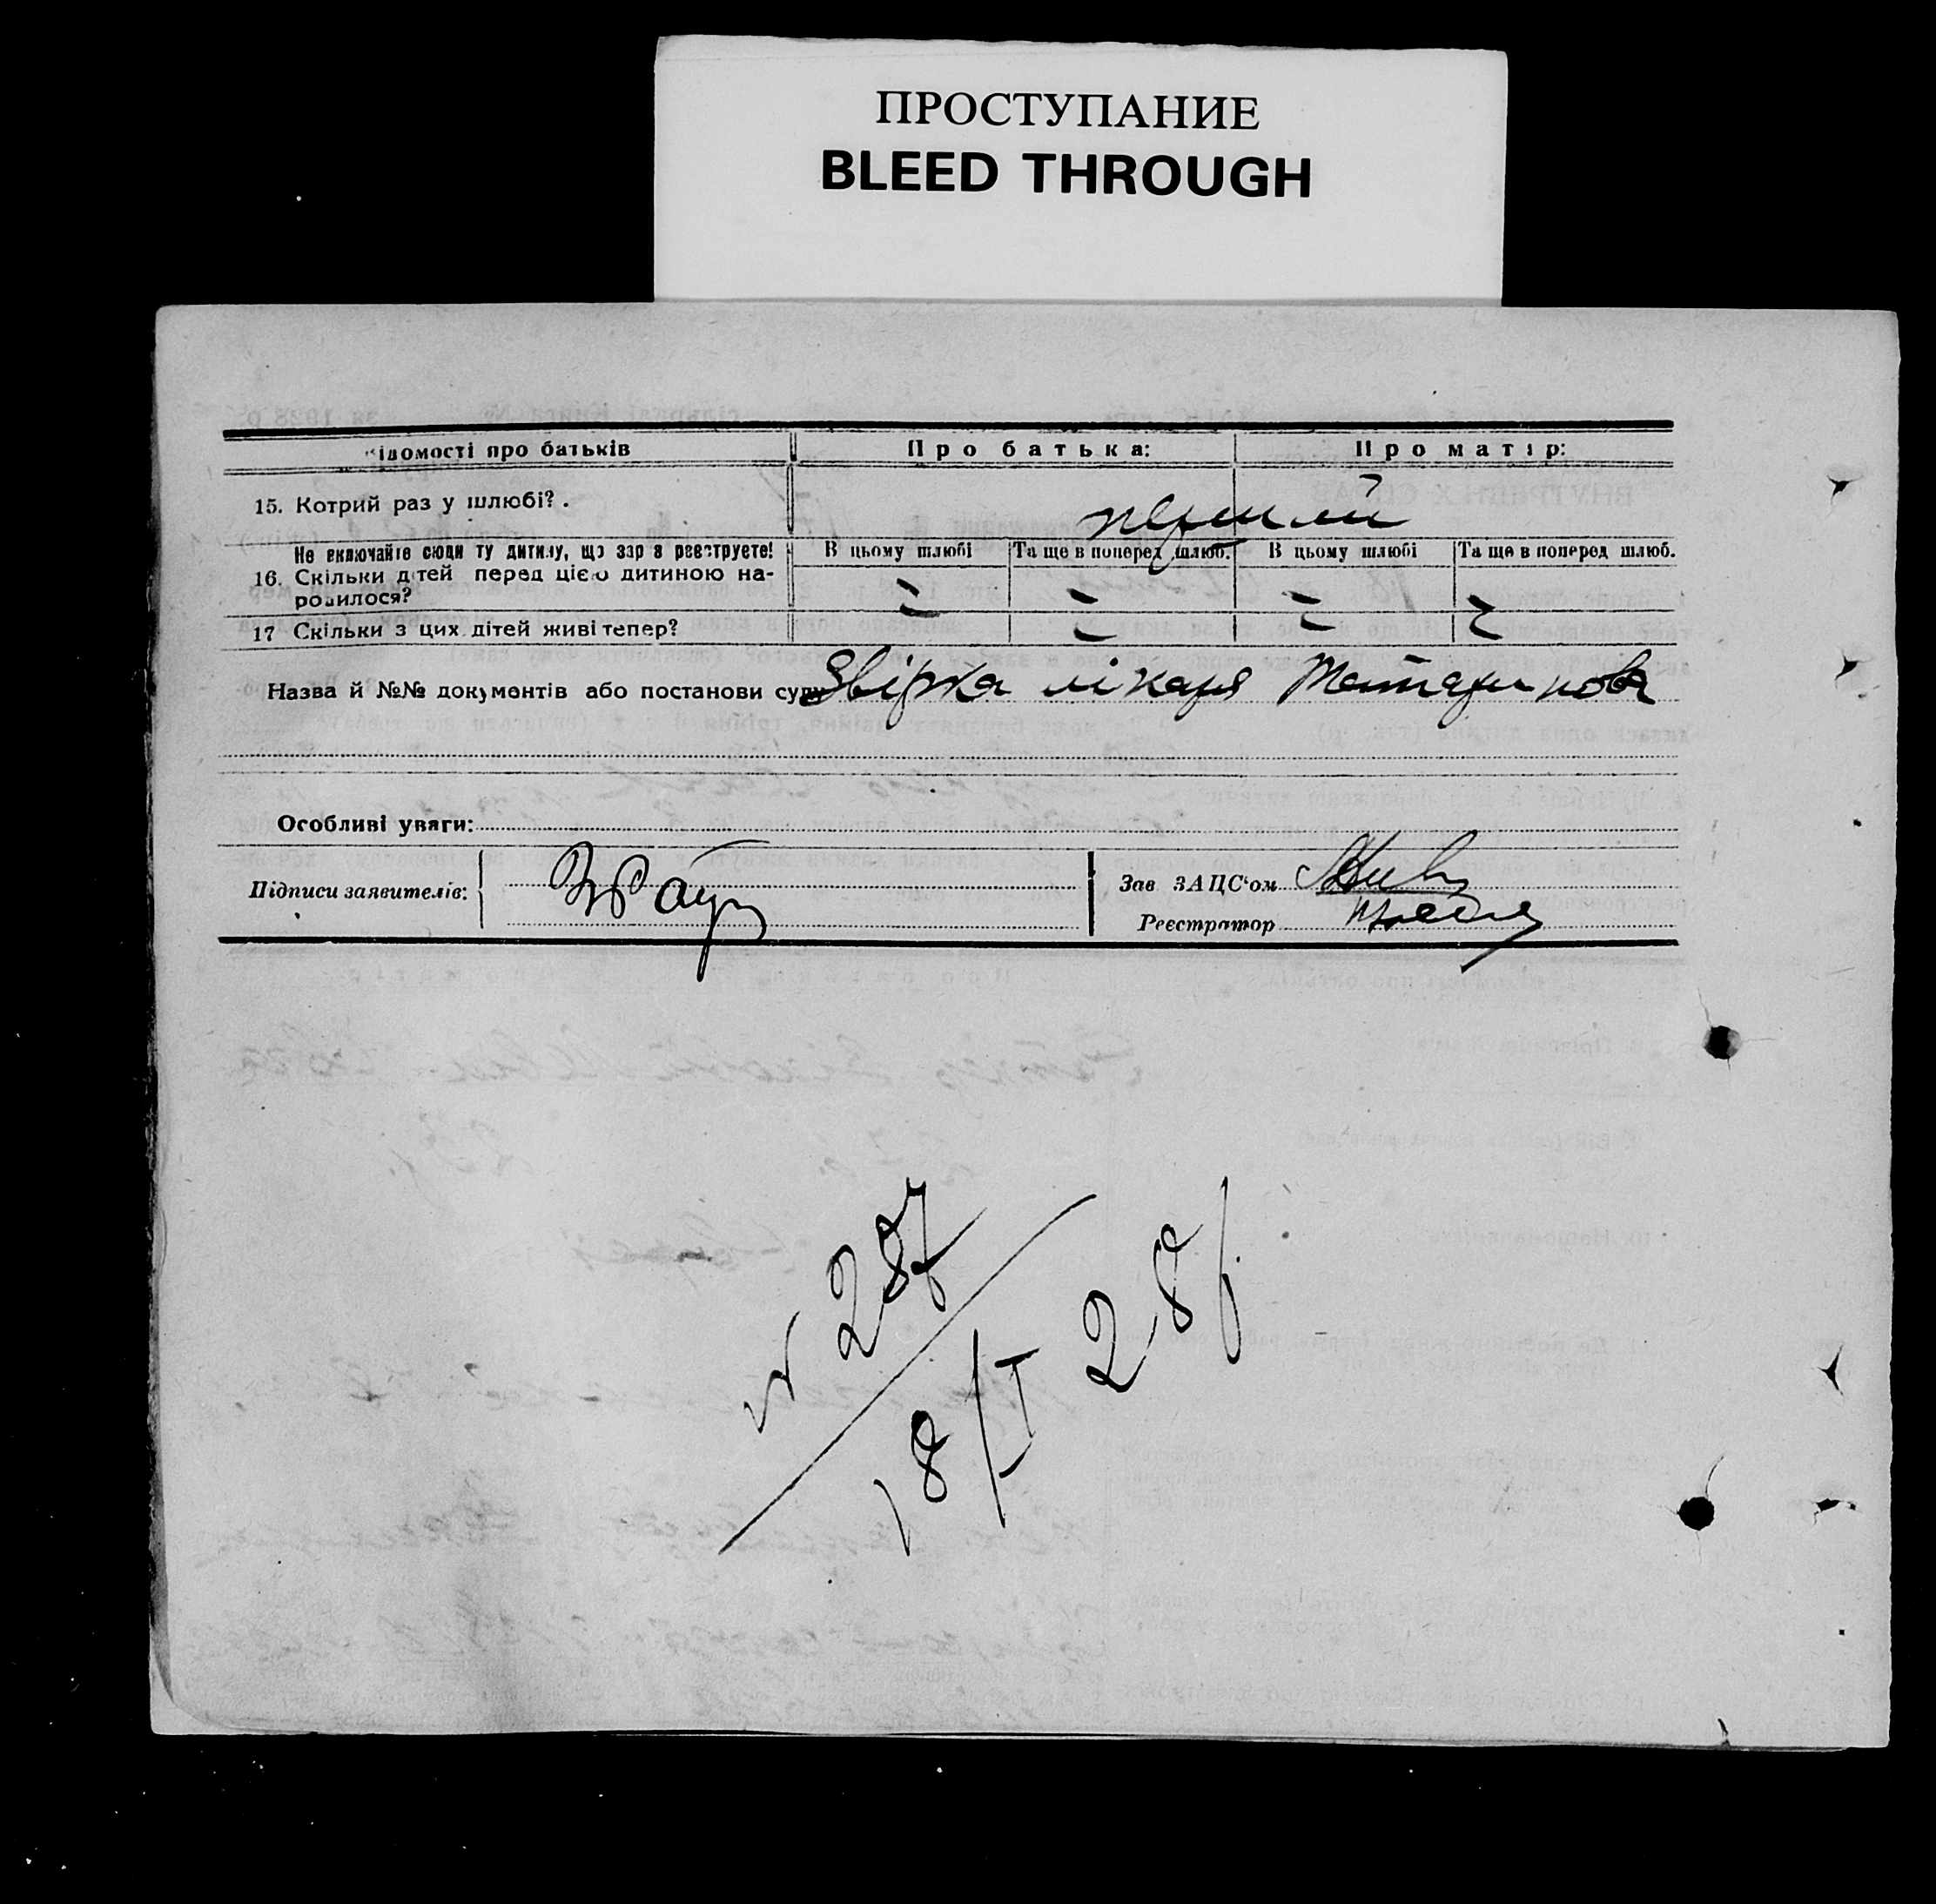 ПРОСТУПАНИЕ
BLEED THROUGH
Відомості про батьків
Про батька:
Про матір:
15. Котрий раз у шлюбі?.
перший
Не включайте сюди ту дитину, що зараз реєструєте!
16. Скільки дітей перед цією дитиною на-
родилося?
В цьому шлюбі
Та ще в поперед. шлюб.
В цьому шлюбі
Та ще в поперед. шлюб.
17 Скільки з цих дітей живі тепер?
Назва й №№ документів або постанови суду Звірка лікаря
Особливі уваги:
Підписи заявителів:
Зав ЗАЦС'ом
Реєстратор
N 287
18/I 28 р.